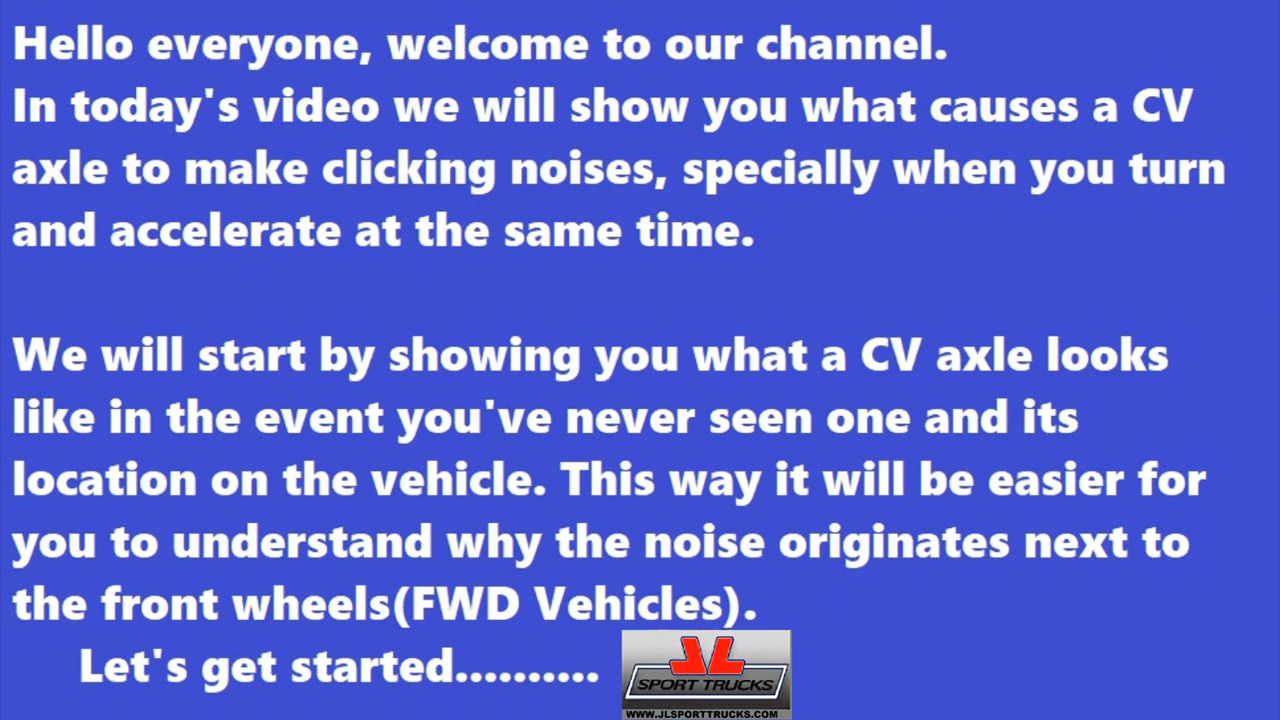 Hello everyone, welcome to our channel.
In today's video we will show you what causes a CV
axle to make clicking noises, specially when you turn
and accelerate at the same time.
We will start by showing you what a CV axle looks
like in the event you've never seen one and its
location on the vehicle. This way it will be easier for
you to understand why the noise originates next to
the front wheels(FWD Vehicles).
Let's get started..........
JL
SPORT TRUCKS
WWW.JLSPORTTRUCKS.COM